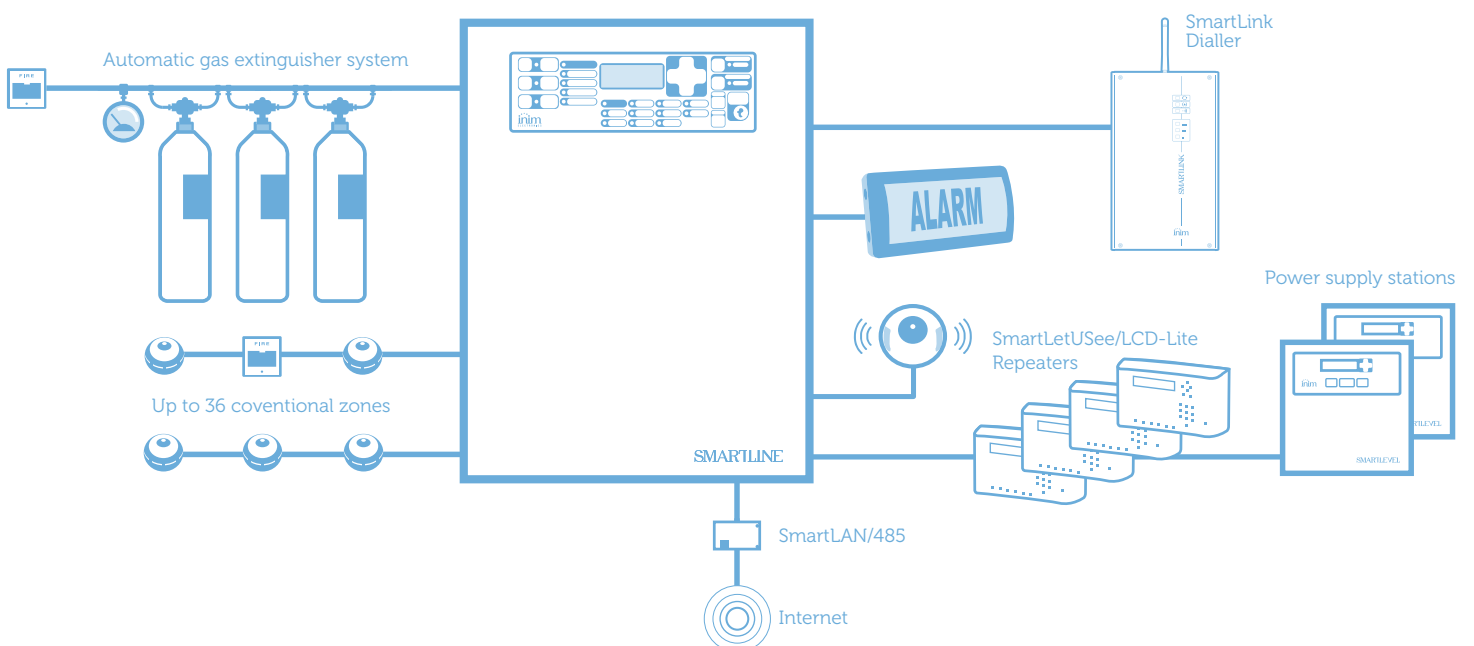 SmartLink
Dialler
Automatic gas extinguisher system
FIRE
inim
SMARTLINK
inim
ALARM
Power supply stations
SmartLetUSee/LCD-Lite
Repeaters
FIRE
inim
Up to 36 coventional zones
RTLEVEL
SMARTLINE
SMARTLEVEL
SmartLAN/485
Internet